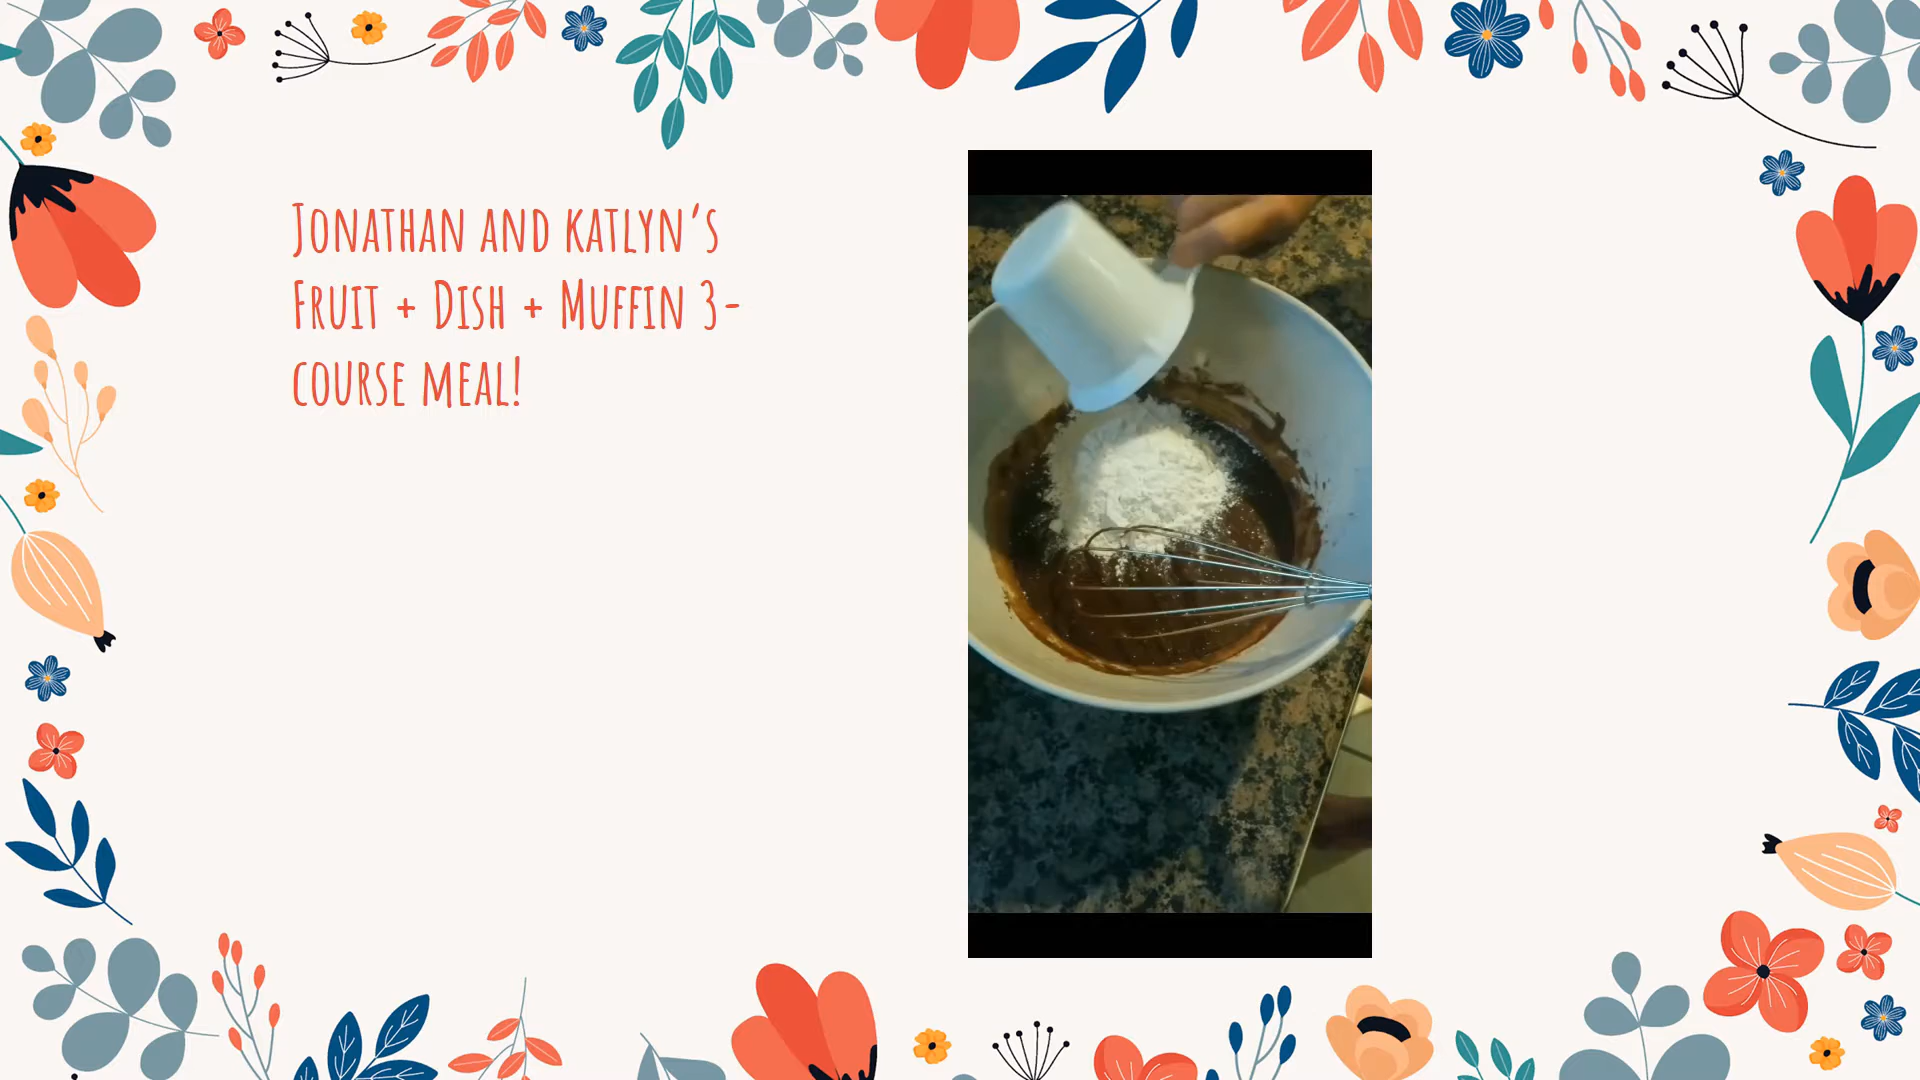 Jonathan and katlyn's
Fruit + Dish + Muffin 3-
course meal!